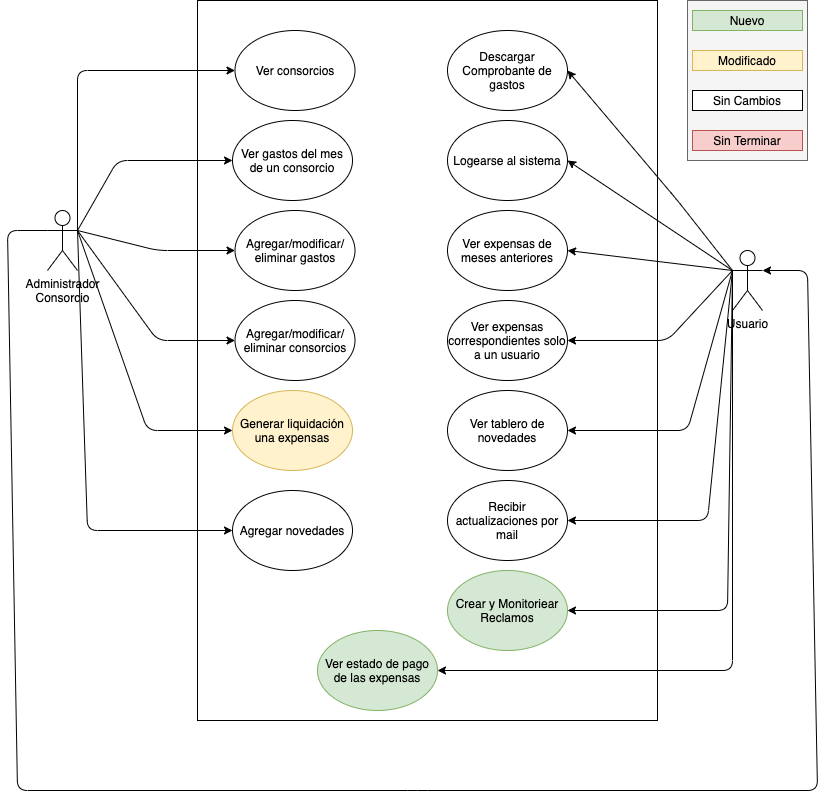 Nuevo
Modificado
Sin Cambios
Sin Terminar
Ver consorcios
Ver gastos del mes
de un consorcio
Agregar/modificar/
eliminar gastos
Agregar/modificar/
eliminar consorcios
Generar liquidación
una expensas
Agregar novedades
Administrador
Consorcio
Descargar
Comprobante de
gastos
Logearse al sistema
Ver expensas de
meses anteriores
Ver expensas
correspondientes solo
a un usuario
Ver tablero de
novedades
Recibir
actualizaciones por
mail
Crear y Monitoriear
Reclamos
Ver estado de pago
de las expensas
Usuario